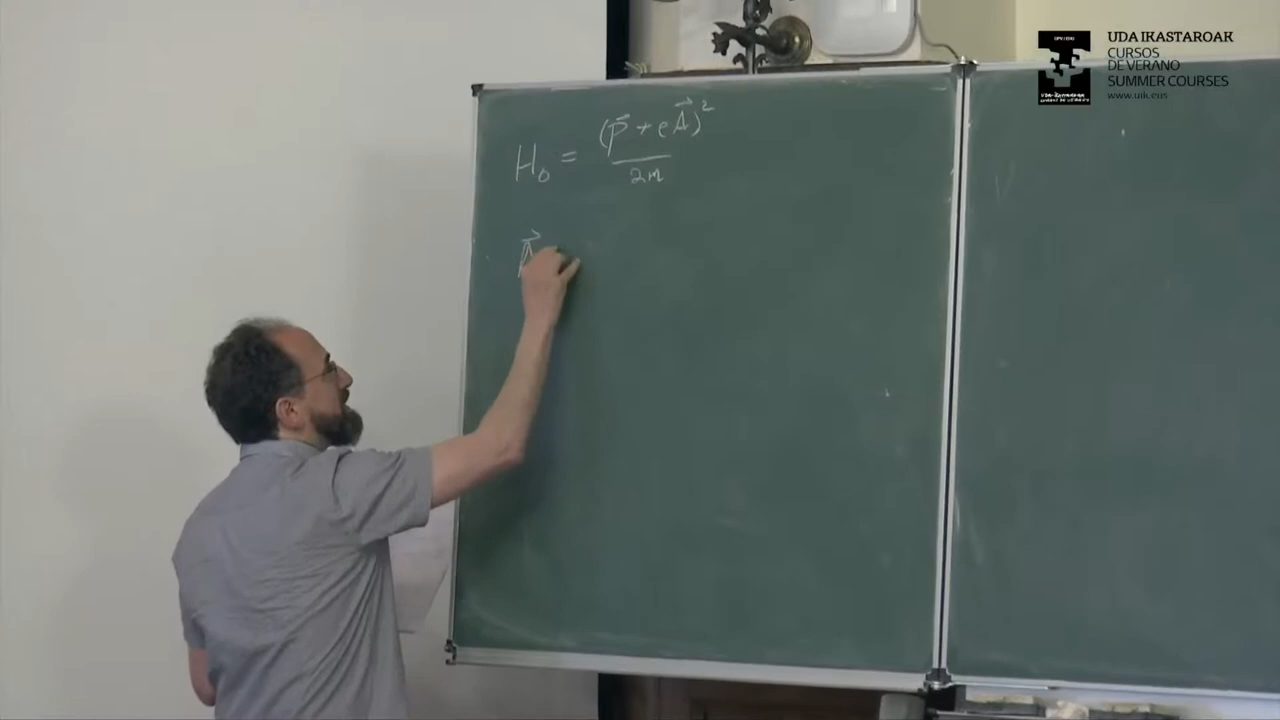 UDA IKASTAROAK
CURSOS
DE VERANO
SUMMER COURSES
www.uik.eus
H₀ = (p⃗ + eA⃗)² / 2m
A⃗